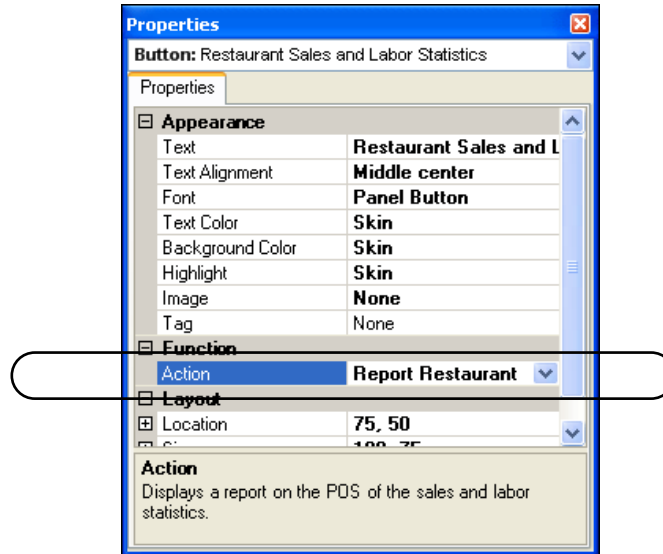 Properties
Button: Restaurant Sales and Labor Statistics
Properties
Appearance
Text Restaurant Sales and L
Text Alignment Middle center
Font Panel Button
Text Color Skin
Background Color Skin
Highlight Skin
Image None
Tag None
Function
Action Report Restaurant
Layout
Location 75, 50
Action
Displays a report on the POS of the sales and labor
statistics.